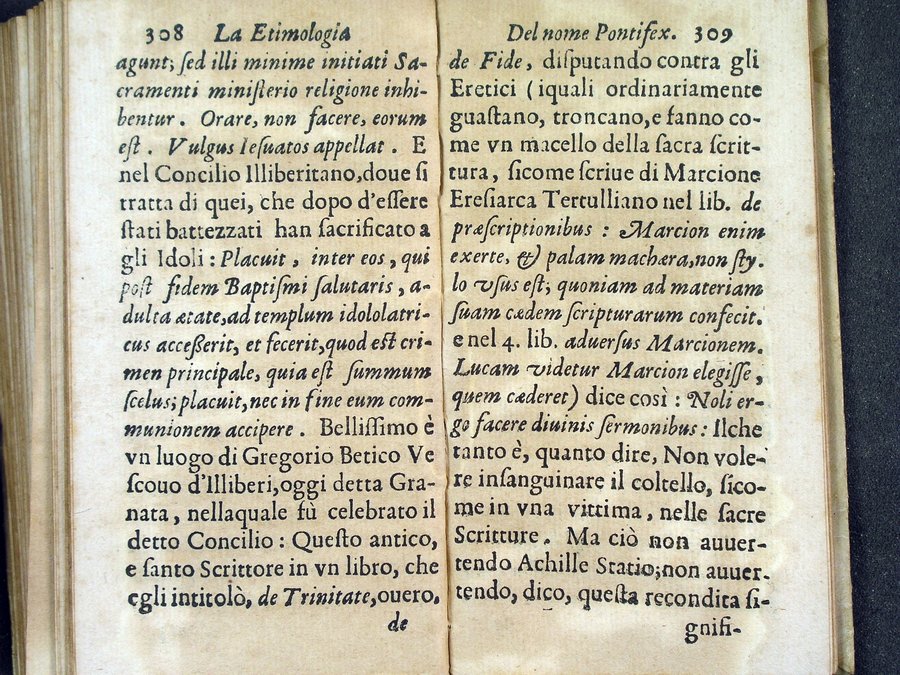 308 La Etimologia
agunt; ſed illi minime initiati Sa-
cramenti miniſterio religione inhi-
bentur. Orare, non facere, eorum
eſt. Vulgus Ieſuatos appellat. E
nel Concilio Illiberitano, doue ſi
tratta di quei, che dopo d'eſſere
ſtati battezzati han ſacrificato a
gli Idoli: Placuit, inter eos, qui
poſt fidem Baptiſmi ſalutaris, a-
dulta ætate, ad templum idololatri-
cus acceßerit, et fecerit, quod eſt cri-
men principale, quia eſt ſummum
ſcelus; placuit, nec in fine eum com-
munionem accipere. Belliſſimo è
vn luogo di Gregorio Betico Ve
ſcouo d'Illiberi, oggi detta Gra-
nata, nellaquale fù celebrato il
detto Concilio: Queſto antico,
e ſanto Scrittore in vn libro, che
egli intitolò, de Trinitate, ouero,
de
Del nome Pontifex. 309
de Fide, diſputando contra gli
Eretici (iquali ordinariamente
guaſtano, troncano, e fanno co-
me vn macello della ſacra ſcrit-
tura, ſicome ſcriue di Marcione
Ereſiarca Tertulliano nel lib. de
præſcriptionibus: Marcion enim
exerte, & palam machæra, non ſty.
lo vſus eſt; quoniam ad materiam
ſuam cædem ſcripturarum confecit.
e nel 4. lib. aduerſus Marcionem.
Lucam videtur Marcion elegiſſe,
quem cæderet) dice così: Noli er-
go facere diuinis ſermonibus: Ilche
tanto è, quanto dire, Non vole-
re inſanguinare il coltello, ſico-
me in vna vittima, nelle ſacre
Scritture. Ma ciò non auuer-
tendo Achille Statio; non auuer-
tendo, dico, queſta recondita ſi-
gnifi-